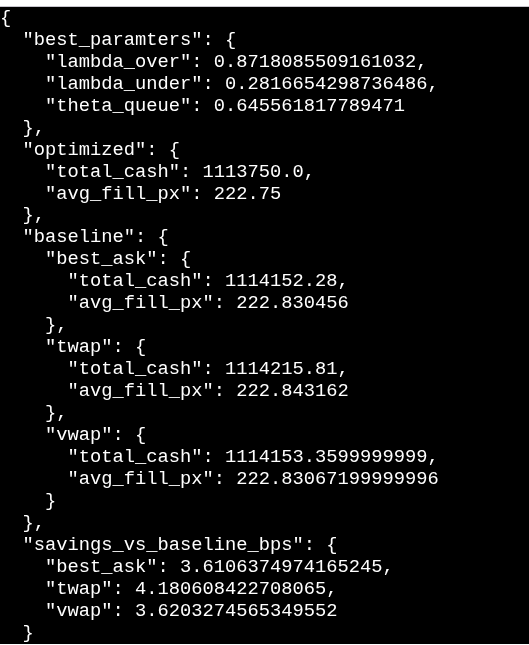 {
  "best_paramters": {
    "lambda_over": 0.8718085509161032,
    "lambda_under": 0.2816654298736486,
    "theta_queue": 0.645561817789471
  },
  "optimized": {
    "total_cash": 1113750.0,
    "avg_fill_px": 222.75
  },
  "baseline": {
    "best_ask": {
      "total_cash": 1114152.28,
      "avg_fill_px": 222.830456
    },
    "twap": {
      "total_cash": 1114215.81,
      "avg_fill_px": 222.843162
    },
    "vwap": {
      "total_cash": 1114153.3599999999,
      "avg_fill_px": 222.83067199999996
    }
  },
  "savings_vs_baseline_bps": {
    "best_ask": 3.6106374974165245,
    "twap": 4.180608422708065,
    "vwap": 3.6203274565349552
  }